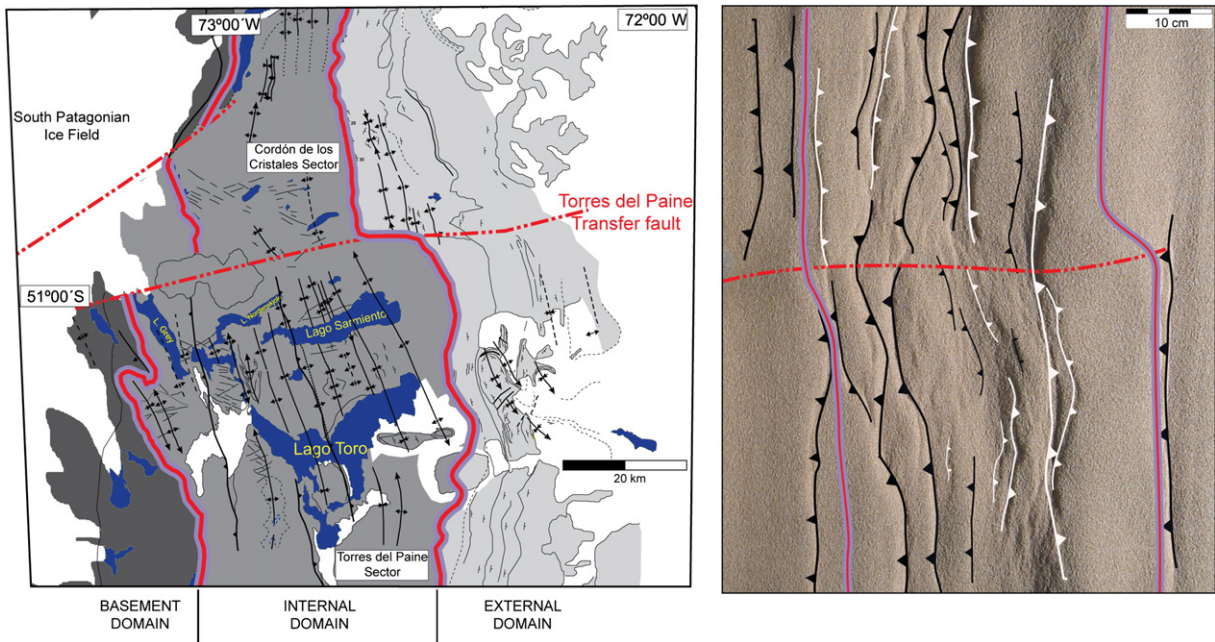 73º00´W
72º00 W
10 cm
South Patagonian
Ice Field
Cordón de los
Cristales Sector
Torres del Paine
Transfer fault
51º00´S
L. Grey
Lago Sarmiento
Lago Toro
20 km
Torres del Paine
Sector
BASEMENT
DOMAIN
INTERNAL
DOMAIN
EXTERNAL
DOMAIN